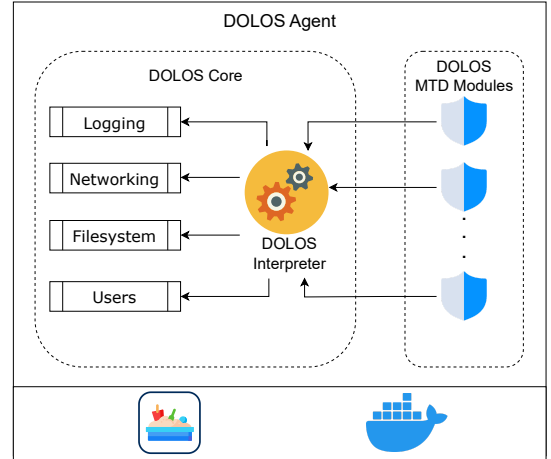 DOLOS Agent
DOLOS Core
DOLOS
MTD Modules
Logging
Networking
Filesystem
Users
DOLOS
Interpreter